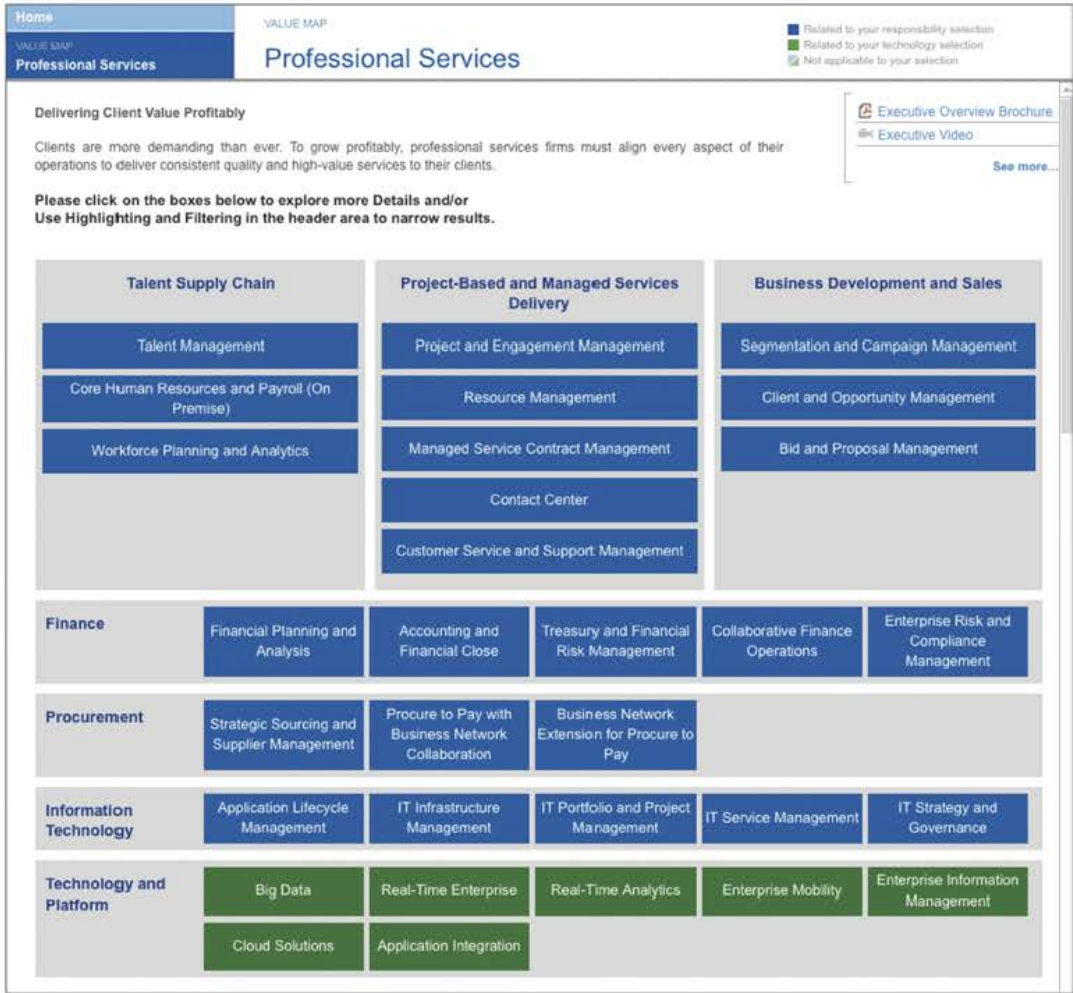 Home
VALUE MAP
Professional Services
VALUE MAP
Professional Services
Related to your responsibility selection
Related to your technology selection
Not applicable to your selection
Delivering Client Value Profitably
Clients are more demanding than ever. To grow profitably, professional services firms must align every aspect of their
operations to deliver consistent quality and high-value services to their clients.
Executive Overview Brochure
Executive Video
See more...
Please click on the boxes below to explore more Details and/or
Use Highlighting and Filtering in the header area to narrow results.
Talent Supply Chain
Talent Management
Core Human Resources and Payroll (On
Premise)
Workforce Planning and Analytics
Project-Based and Managed Services
Delivery
Project and Engagement Management
Resource Management
Managed Service Contract Management
Contact Center
Customer Service and Support Management
Business Development and Sales
Segmentation and Campaign Management
Client and Opportunity Management
Bid and Proposal Management
Finance
Financial Planning and
Analysis
Accounting and
Financial Close
Treasury and Financial
Risk Management
Collaborative Finance
Operations
Enterprise Risk and
Compliance
Management
Procurement
Strategic Sourcing and
Supplier Management
Procure to Pay with
Business Network
Collaboration
Business Network
Extension for Procure to
Pay
Information
Technology
Application Lifecycle
Management
IT Infrastructure
Management
IT Portfolio and Project
Management
IT Service Management
IT Strategy and
Governance
Technology and
Platform
Big Data
Real-Time Enterprise
Real-Time Analytics
Enterprise Mobility
Enterprise Information
Management
Cloud Solutions
Application Integration